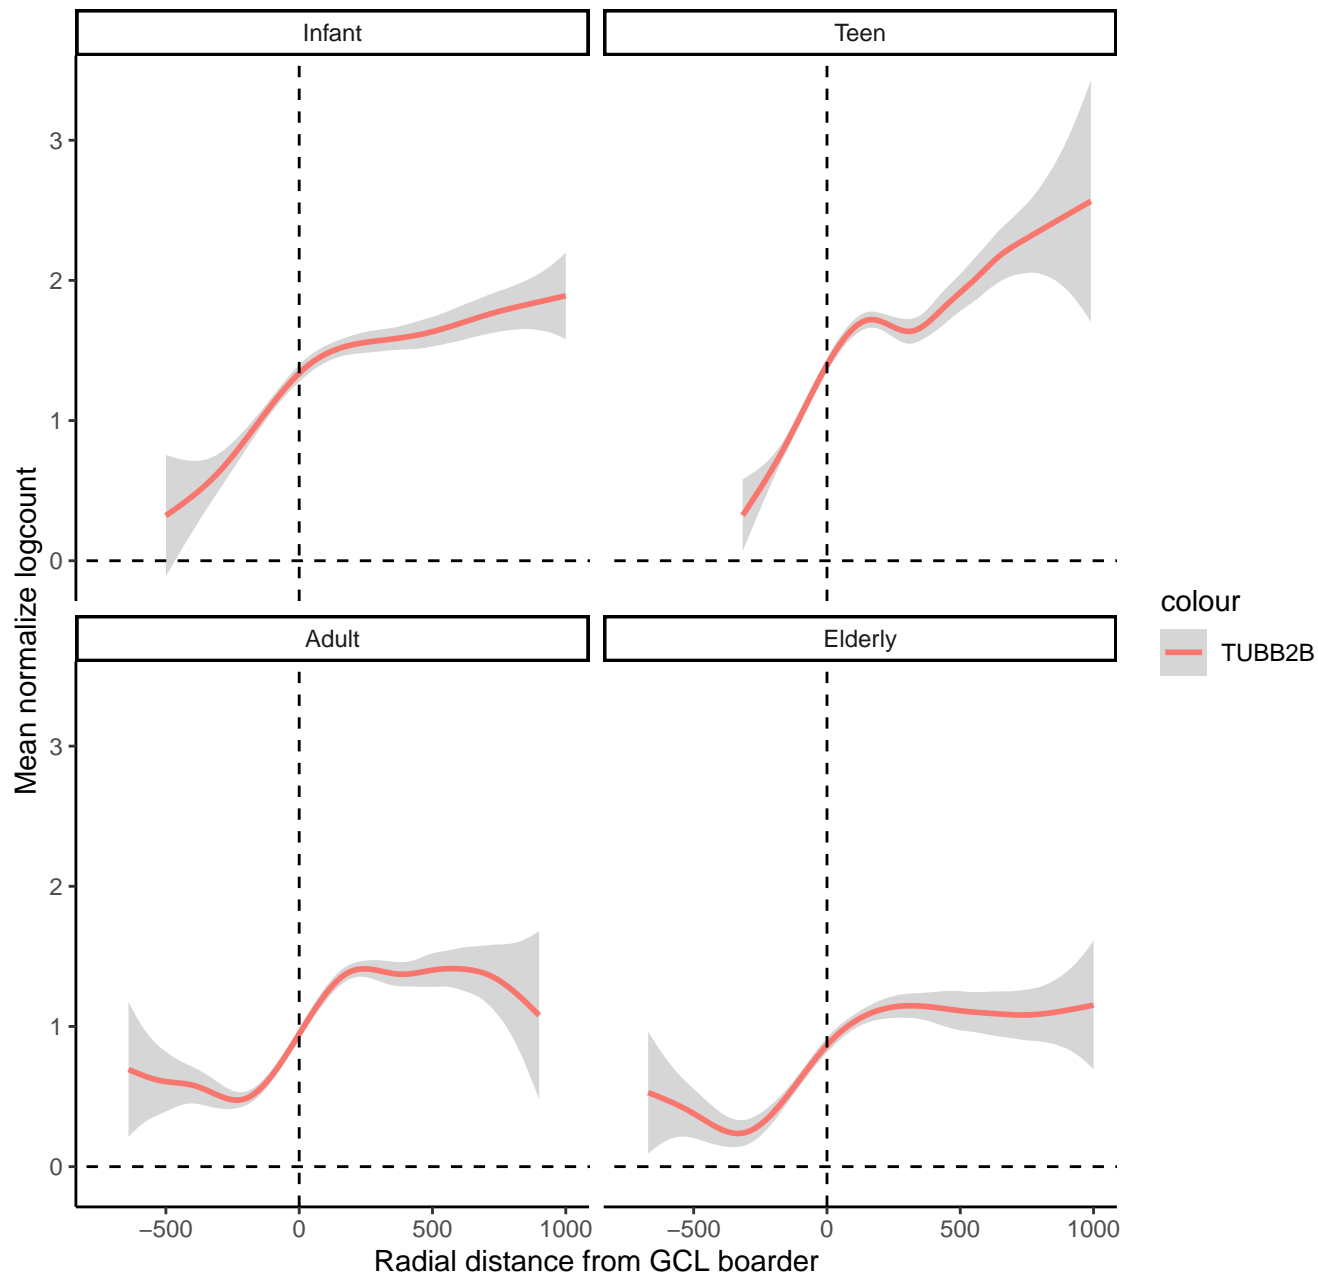 Infant
Teen
3
2
1
0
Adult
Elderly
3
2
1
0
−500
0
500
1000
−500
0
500
1000
Radial distance from GCL boarder
Mean normalize logcount
colour
TUBB2B